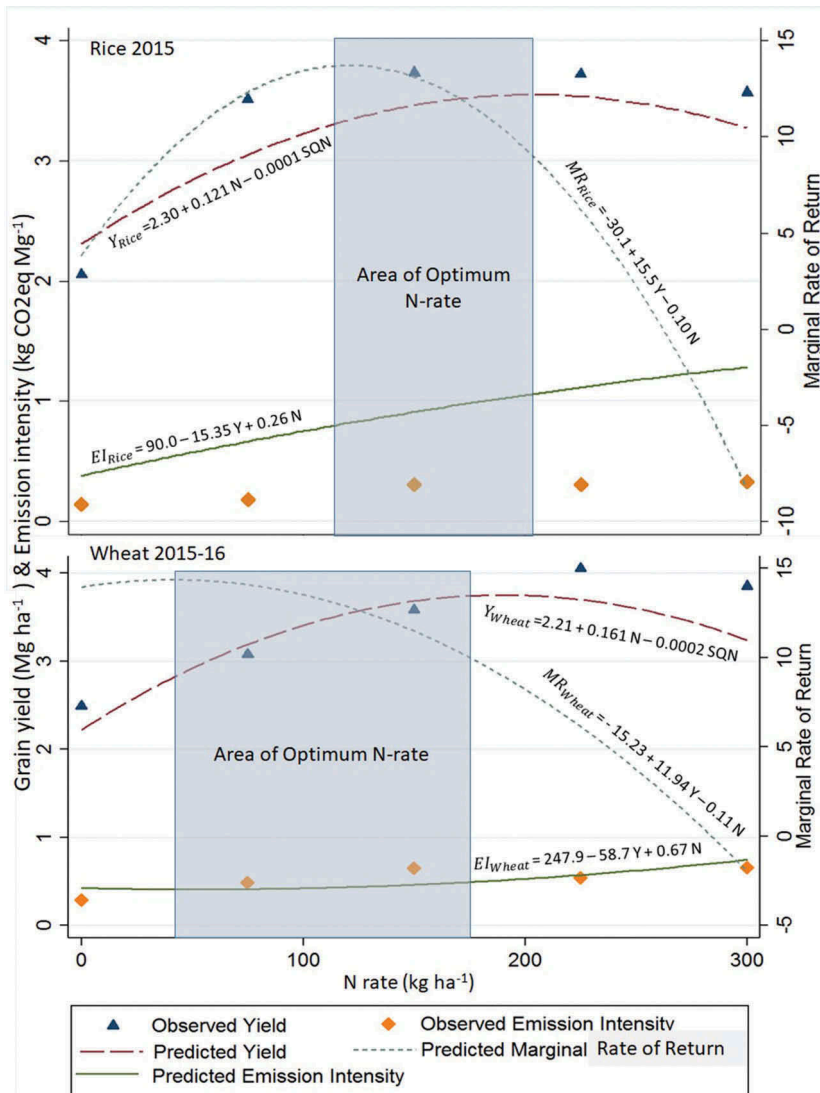 Grain yield (Mg ha⁻¹ ) & Emission intensity (kg CO2eq Mg⁻¹)
Rice 2015
4
3
2
1
0
15
10
5
0
-5
-10
Marginal Rate of Return
Y_Rice=2.30 + 0.121 N−0.0001 SQN
MR_Rice=-30.1+15.5 Y−0.10 N
Area of Optimum
N-rate
EI_Rice= 90.0−15.35 Y+ 0.26 N
Wheat 2015-16
4
3
2
1
0
15
10
5
0
-5
Marginal Rate of Return
Y_Wheat=2.21 + 0.161 N−0.0002 SQN
MR_Wheat=- 15.23 + 11.94 Y−0.11 N
Area of Optimum N-rate
EI_Wheat = 247.9−58.7 Y+ 0.67 N
0
100
200
300
N rate (kg ha⁻¹)
Observed Yield
Observed Emission Intensity
Predicted Yield
Predicted Marginal Rate of Return
Predicted Emission Intensity